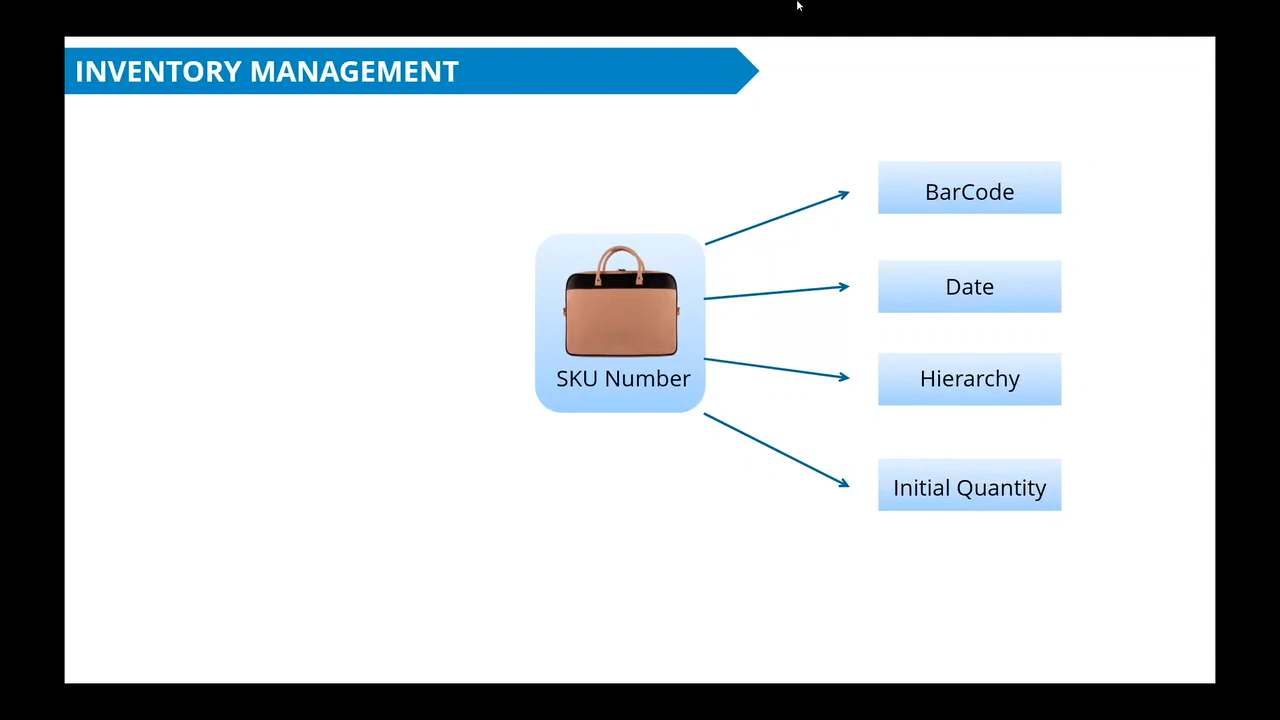 INVENTORY MANAGEMENT
BarCode
Date
SKU Number
Hierarchy
Initial Quantity